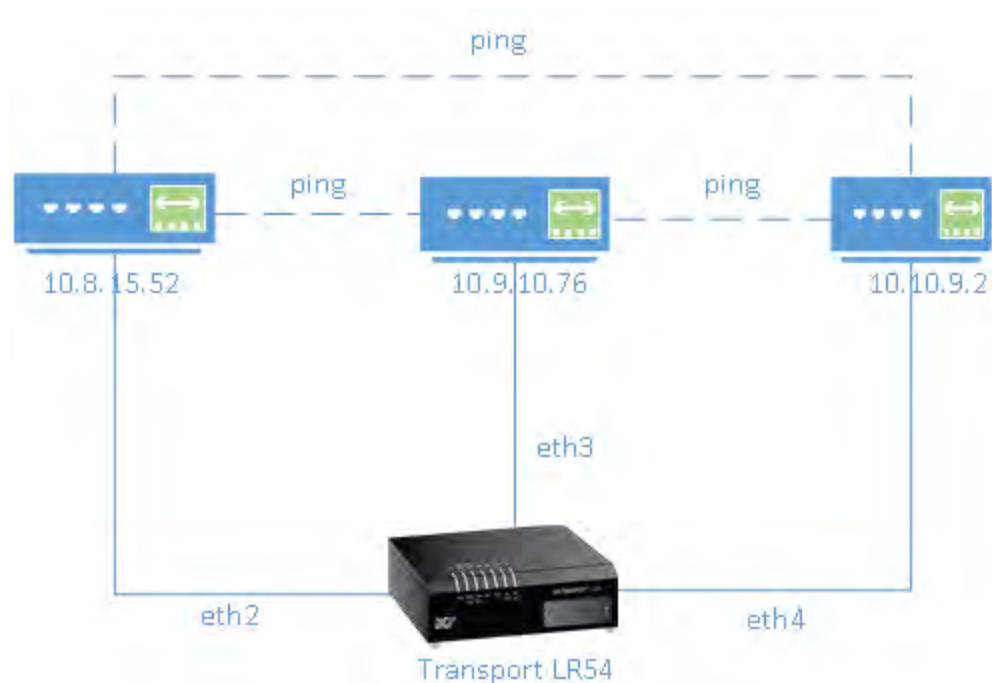 ping
ping
ping
10.8.15.52
10.9.10.76
10.10.9.2
eth3
eth2
eth4
Transport LR54